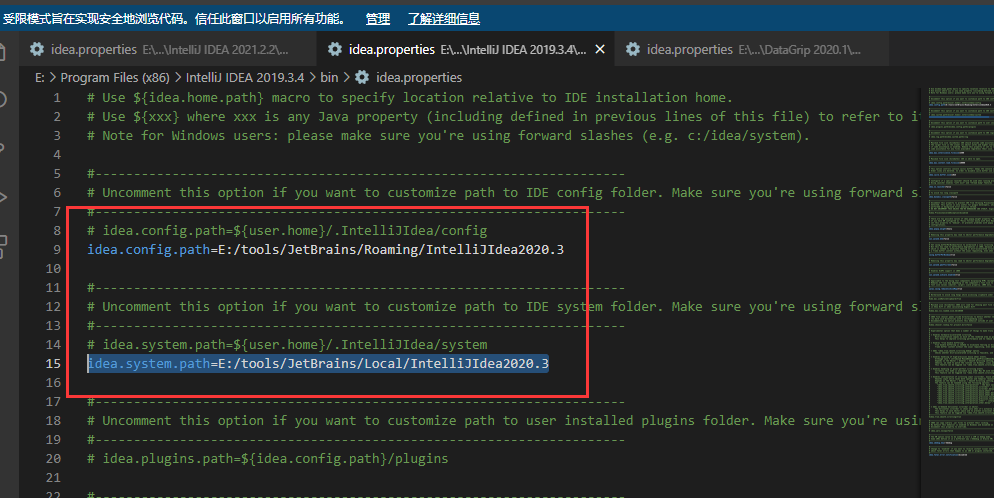 受限模式旨在实现安全地浏览代码。信任此窗口以启用所有功能。 管理 了解详细信息
idea.properties E:\...\IntelliJ IDEA 2021.2.2\... idea.properties E:\...\IntelliJ IDEA 2019.3.4\... × idea.properties E:\...\DataGrip 2020.1\...
E: > Program Files (x86) > IntelliJ IDEA 2019.3.4 > bin > idea.properties
1 # Use ${idea.home.path} macro to specify location relative to IDE installation home.
2 # Use ${xxx} where xxx is any Java property (including defined in previous lines of this file) to refer to i
3 # Note for Windows users: please make sure you're using forward slashes (e.g. c:/idea/system).
4
5 #---------------------------------------------------------------------
6 # Uncomment this option if you want to customize path to IDE config folder. Make sure you're using forward sl
7 #---------------------------------------------------------------------
8 # idea.config.path=${user.home}/.IntelliJIdea/config
9 idea.config.path=E:/tools/JetBrains/Roaming/IntelliJIdea2020.3
10
11 #---------------------------------------------------------------------
12 # Uncomment this option if you want to customize path to IDE system folder. Make sure you're using forward sl
13 #---------------------------------------------------------------------
14 # idea.system.path=${user.home}/.IntelliJIdea/system
15 idea.system.path=E:/tools/JetBrains/Local/IntelliJIdea2020.3
16
17 #---------------------------------------------------------------------
18 # Uncomment this option if you want to customize path to user installed plugins folder. Make sure you're usin
19 #---------------------------------------------------------------------
20 # idea.plugins.path=${idea.config.path}/plugins
21
22 #---------------------------------------------------------------------